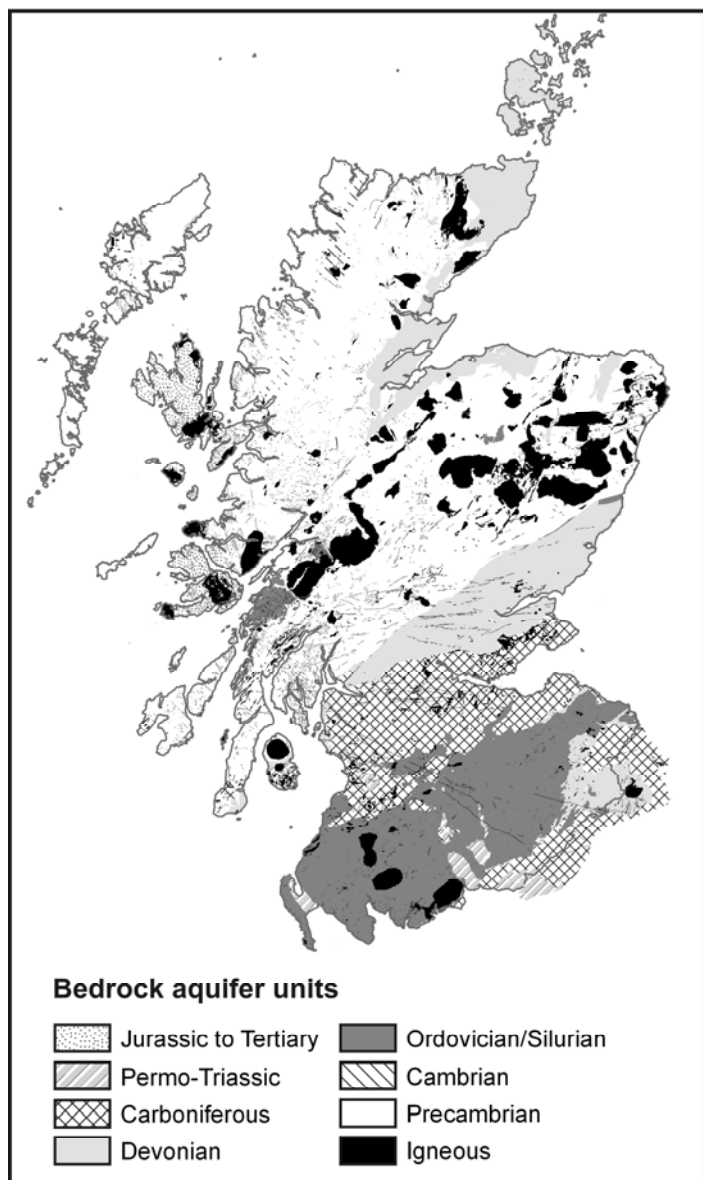 Bedrock aquifer units
Jurassic to Tertiary
Permo-Triassic
Carboniferous
Devonian
Ordovician/Silurian
Cambrian
Precambrian
Igneous